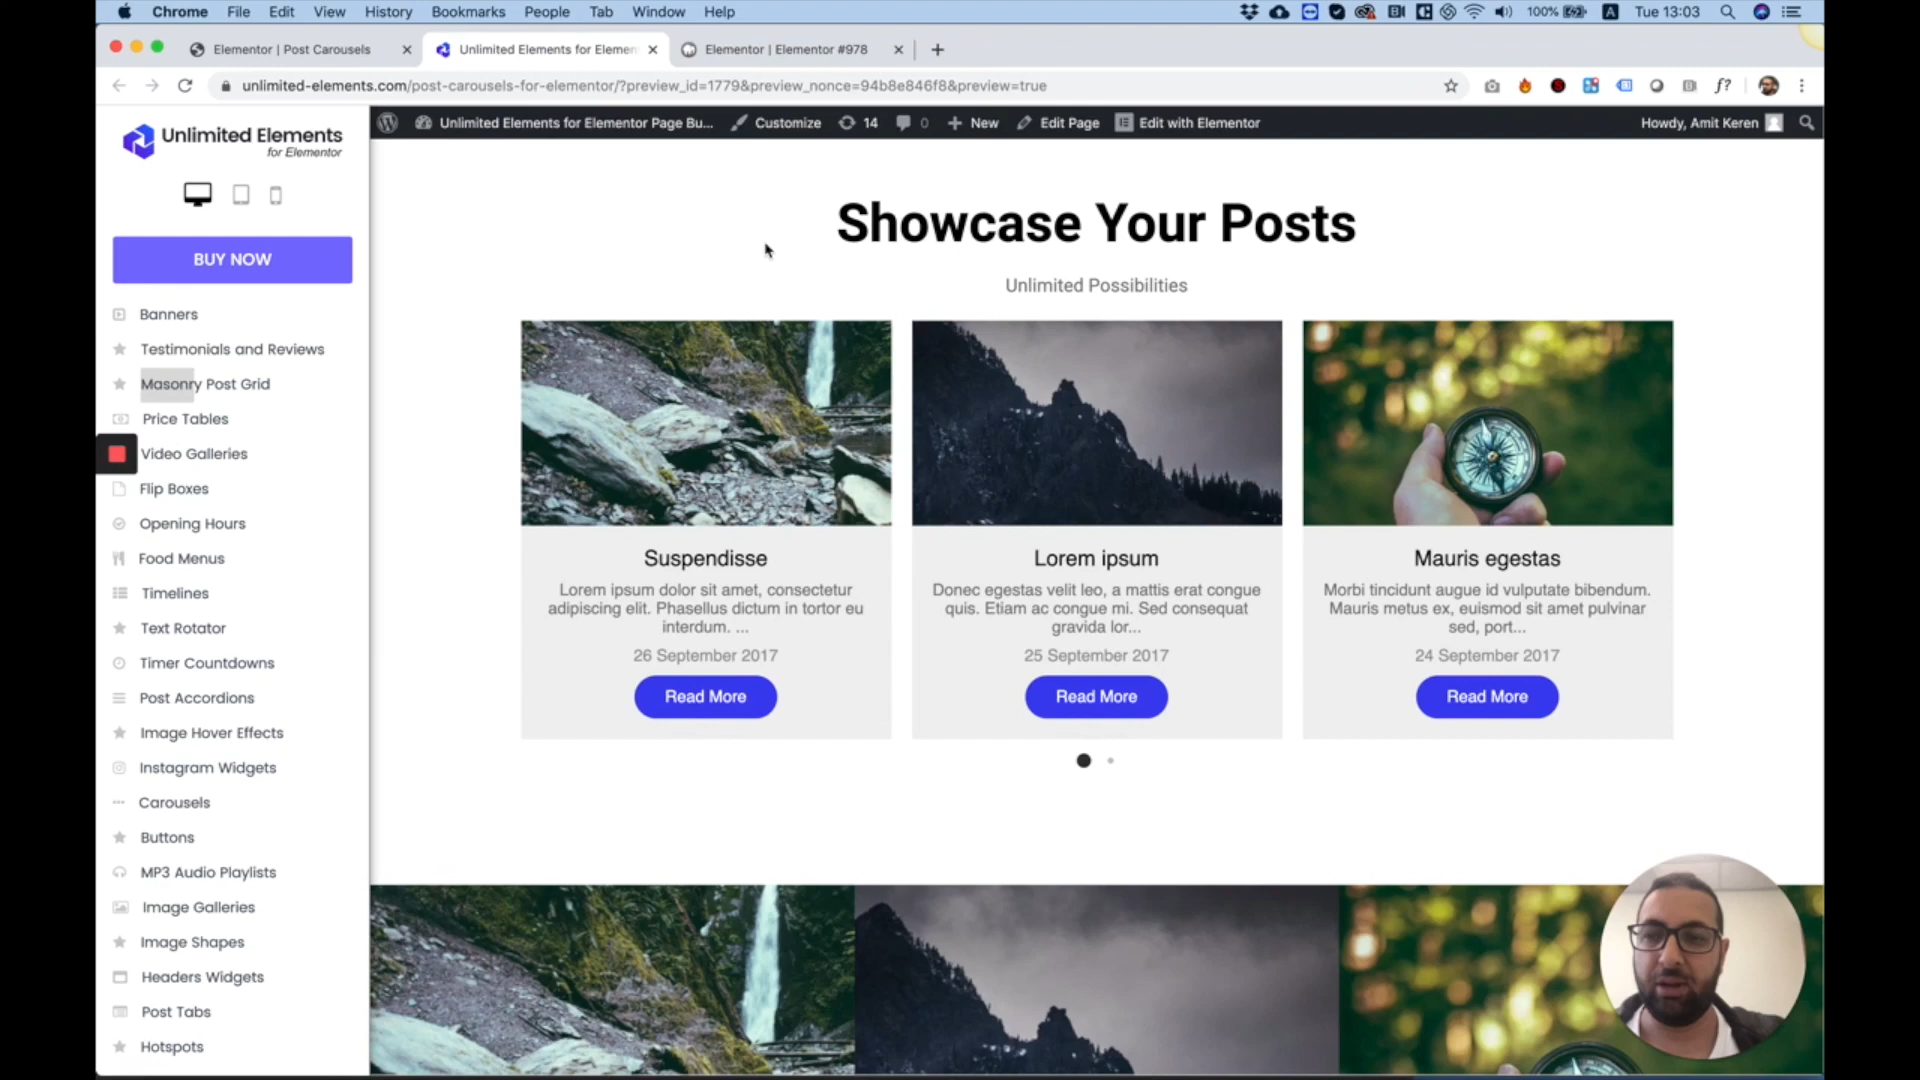 Chrome File Edit View History Bookmarks People Tab Window Help
100% Tue 13:03
Elementor | Post Carousels
Unlimited Elements for Elemen
Elementor | Elementor #978
unlimited-elements.com/post-carousels-for-elementor/?preview_id=1779&preview_nonce=94b8e846f8&preview=true
f?
Unlimited Elements for Elementor Page Bu... Customize 14 0 New Edit Page Edit with Elementor
Howdy, Amit Keren
Unlimited Elements
for Elementor
BUY NOW
Banners
Testimonials and Reviews
Masonry Post Grid
Price Tables
Video Galleries
Flip Boxes
Opening Hours
Food Menus
Timelines
Text Rotator
Timer Countdowns
Post Accordions
Image Hover Effects
Instagram Widgets
Carousels
Buttons
MP3 Audio Playlists
Image Galleries
Image Shapes
Headers Widgets
Post Tabs
Hotspots
Showcase Your Posts
Unlimited Possibilities
Suspendisse
Lorem ipsum dolor sit amet, consectetur
adipiscing elit. Phasellus dictum in tortor eu
interdum. ...
26 September 2017
Read More
Lorem ipsum
Donec egestas velit leo, a mattis erat congue
quis. Etiam ac congue mi. Sed consequat
gravida lor...
25 September 2017
Read More
Mauris egestas
Morbi tincidunt augue id vulputate bibendum.
Mauris metus ex, euismod sit amet pulvinar
sed, port...
24 September 2017
Read More